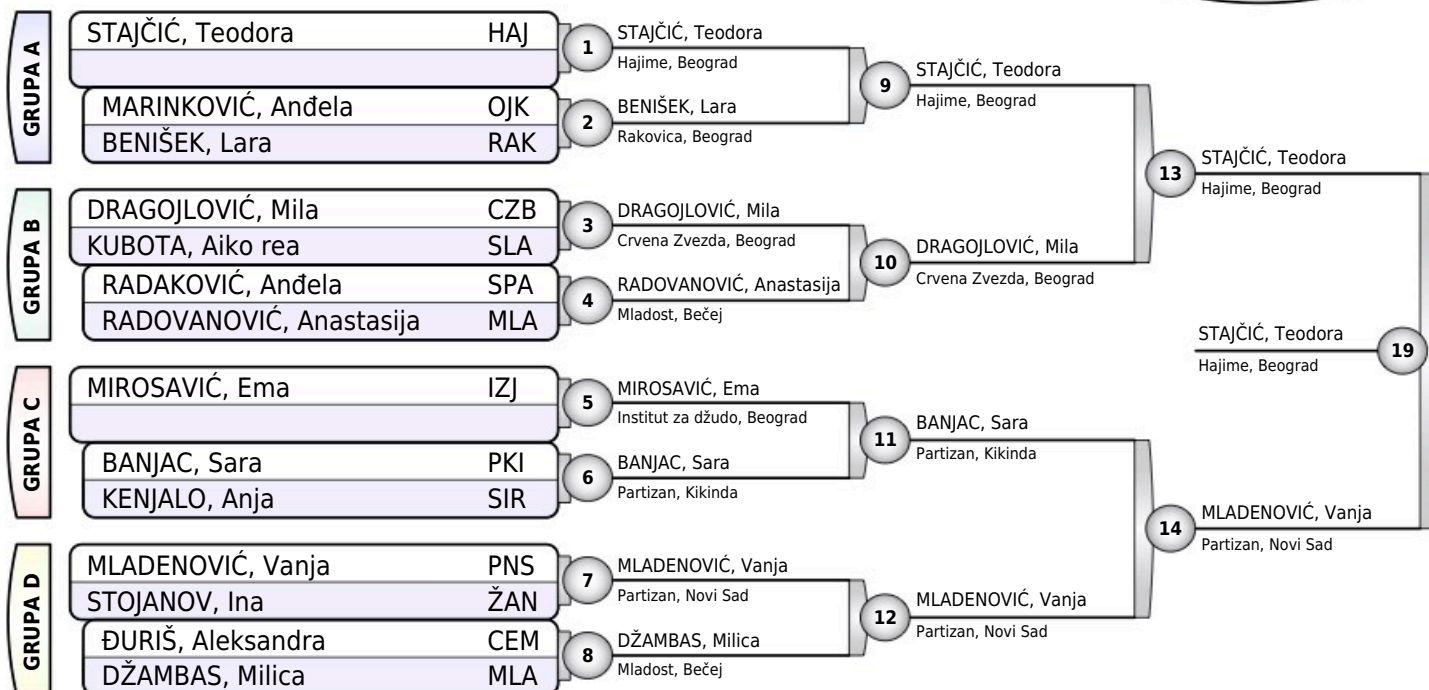 GRUPA A
STAJČIĆ, Teodora HAJ
MARINKOVIĆ, Anđela OJK
BENIŠEK, Lara RAK
1
STAJČIĆ, Teodora
Hajime, Beograd
2
BENIŠEK, Lara
Rakovica, Beograd
9
STAJČIĆ, Teodora
Hajime, Beograd
GRUPA B
DRAGOJLOVIĆ, Mila CZB
KUBOTA, Aiko rea SLA
RADAKOVIĆ, Anđela SPA
RADOVANOVIĆ, Anastasija MLA
3
DRAGOJLOVIĆ, Mila
Crvena Zvezda, Beograd
4
RADOVANOVIĆ, Anastasija
Mladost, Bečej
10
DRAGOJLOVIĆ, Mila
Crvena Zvezda, Beograd
13
STAJČIĆ, Teodora
Hajime, Beograd
GRUPA C
MIROSAVIĆ, Ema IZJ
BANJAC, Sara PKI
KENJALO, Anja SIR
5
MIROSAVIĆ, Ema
Institut za džudo, Beograd
6
BANJAC, Sara
Partizan, Kikinda
11
BANJAC, Sara
Partizan, Kikinda
GRUPA D
MLADENOVIĆ, Vanja PNS
STOJANOV, Ina ŽAN
ĐURIŠ, Aleksandra CEM
DŽAMBAS, Milica MLA
7
MLADENOVIĆ, Vanja
Partizan, Novi Sad
8
DŽAMBAS, Milica
Mladost, Bečej
12
MLADENOVIĆ, Vanja
Partizan, Novi Sad
14
MLADENOVIĆ, Vanja
Partizan, Novi Sad
STAJČIĆ, Teodora
Hajime, Beograd
19